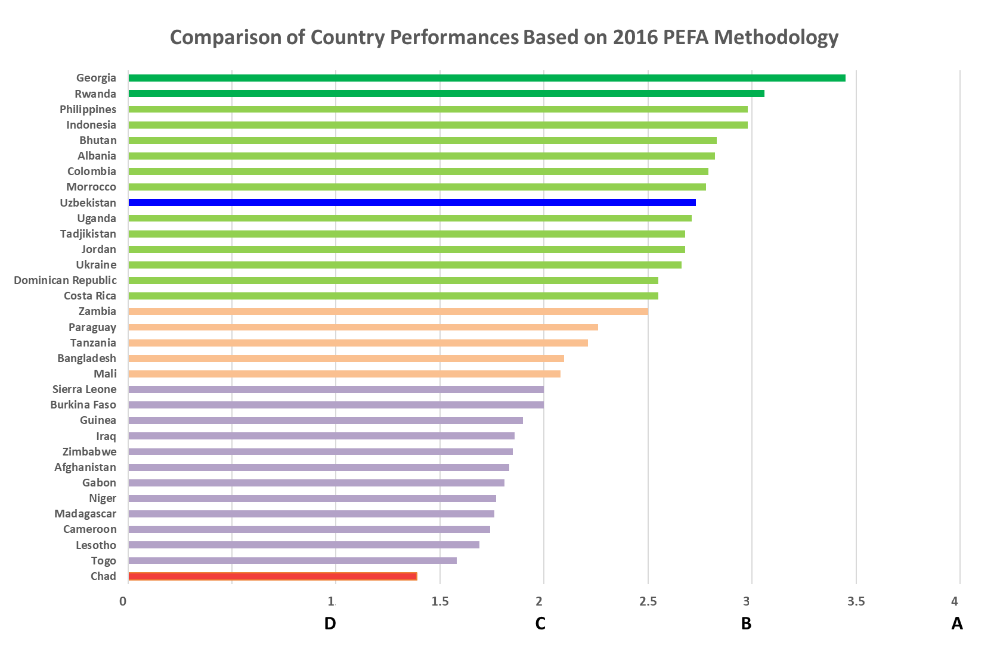 Comparison of Country Performances Based on 2016 PEFA Methodology
Georgia
Rwanda
Philippines
Indonesia
Bhutan
Albania
Colombia
Morrocco
Uzbekistan
Uganda
Tadjikistan
Jordan
Ukraine
Dominican Republic
Costa Rica
Zambia
Paraguay
Tanzania
Bangladesh
Mali
Sierra Leone
Burkina Faso
Guinea
Iraq
Zimbabwe
Afghanistan
Gabon
Niger
Madagascar
Cameroon
Lesotho
Togo
Chad
0 1 1.5 2 2.5 3 3.5 4
D C B A